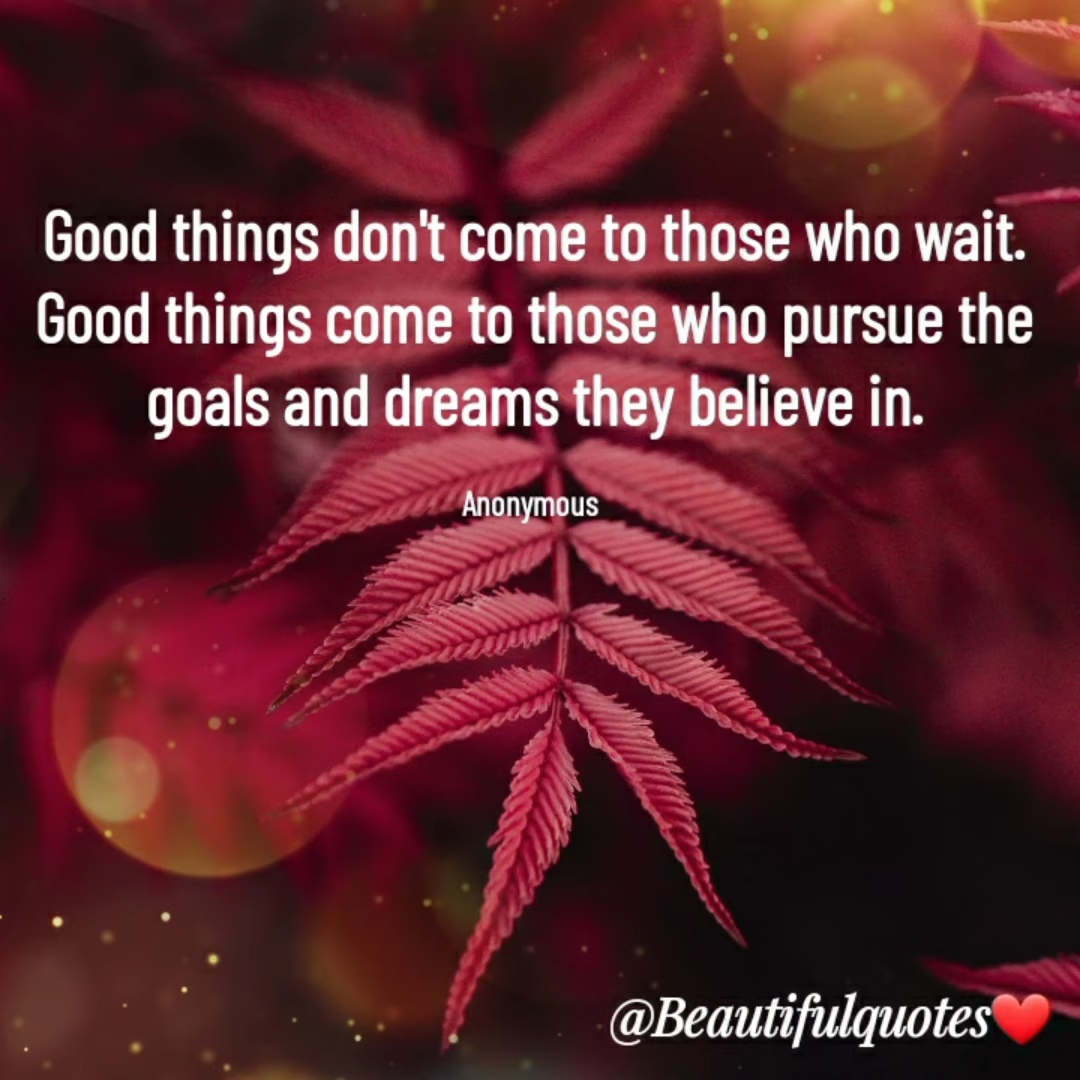 Good things don't come to those who wait.
Good things come to those who pursue the
goals and dreams they believe in.
Anonymous
@Beautifulquotes❤️